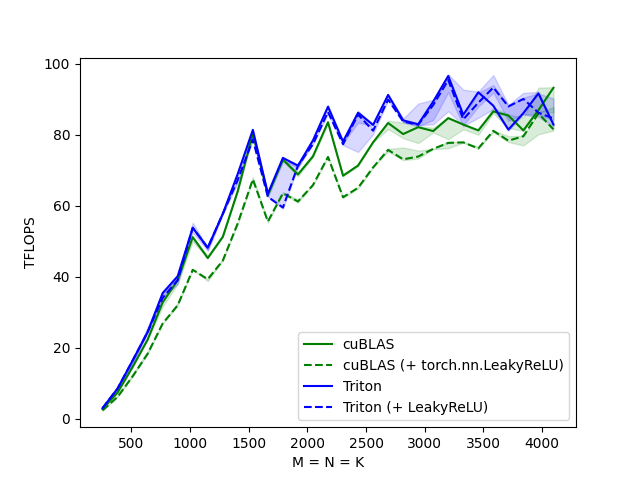 100
80
60
40
20
0
TFLOPS
cuBLAS
cuBLAS (+ torch.nn.LeakyReLU)
Triton
Triton (+ LeakyReLU)
500 1000 1500 2000 2500 3000 3500 4000
M = N = K